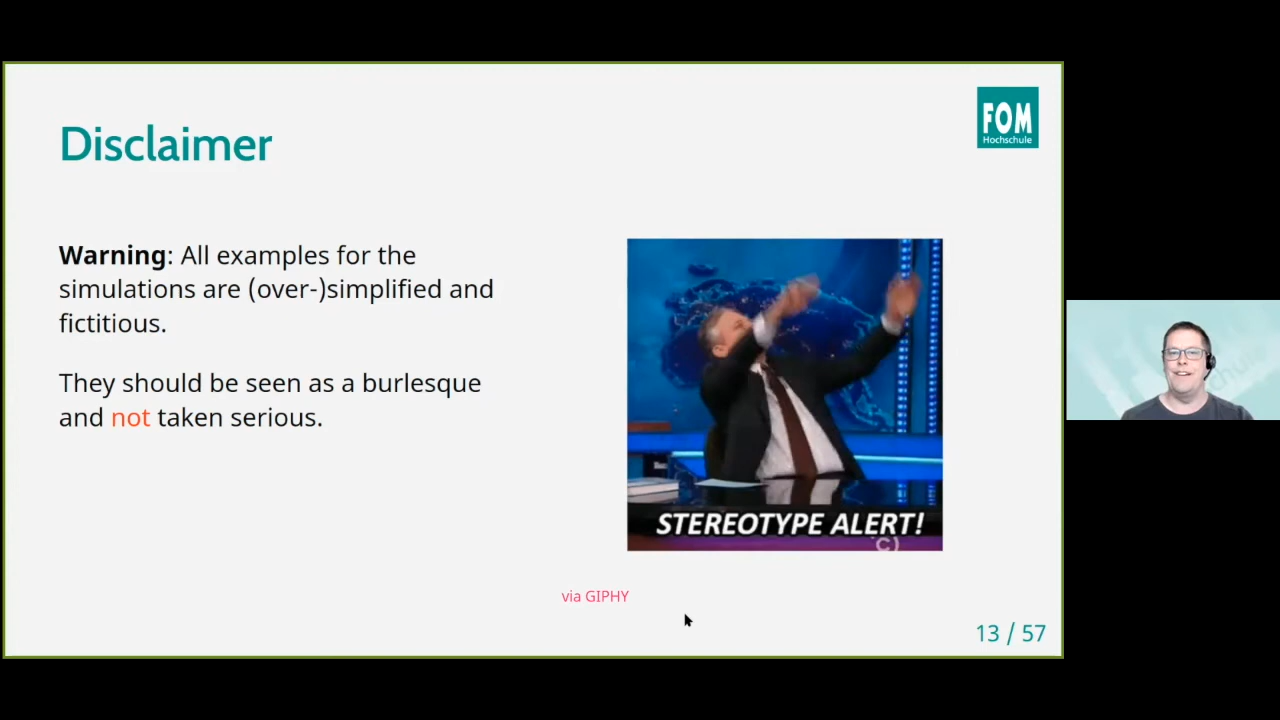 FOM
Hochschule
Disclaimer
Warning: All examples for the
simulations are (over-)simplified and
fictitious.
They should be seen as a burlesque
and not taken serious.
STEREOTYPE ALERT!
via GIPHY
13 / 57